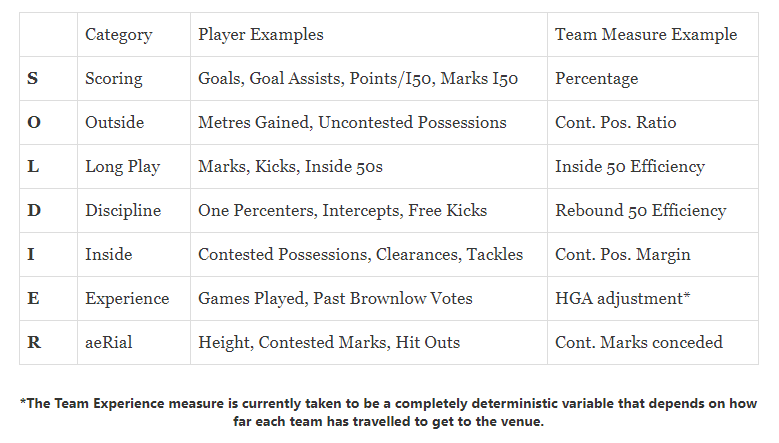 Category Player Examples Team Measure Example
S Scoring Goals, Goal Assists, Points/I50, Marks I50 Percentage
O Outside Metres Gained, Uncontested Possessions Cont. Pos. Ratio
L Long Play Marks, Kicks, Inside 50s Inside 50 Efficiency
D Discipline One Percenters, Intercepts, Free Kicks Rebound 50 Efficiency
I Inside Contested Possessions, Clearances, Tackles Cont. Pos. Margin
E Experience Games Played, Past Brownlow Votes HGA adjustment*
R aeRial Height, Contested Marks, Hit Outs Cont. Marks conceded
*The Team Experience measure is currently taken to be a completely deterministic variable that depends on how
far each team has travelled to get to the venue.